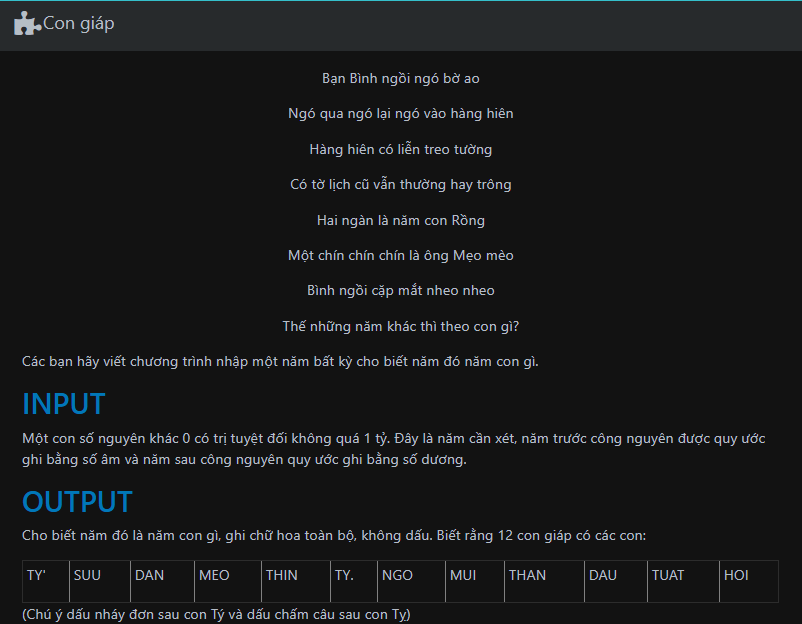 Con giáp
Bạn Bình ngồi ngó bờ ao
Ngó qua ngó lại ngó vào hàng hiên
Hàng hiên có liễn treo tường
Có tờ lịch cũ vẫn thường hay trông
Hai ngàn là năm con Rồng
Một chín chín chín là ông Mẹo mèo
Bình ngồi cặp mắt nheo nheo
Thế những năm khác thì theo con gì?
Các bạn hãy viết chương trình nhập một năm bất kỳ cho biết năm đó năm con gì.
INPUT
Một con số nguyên khác 0 có trị tuyệt đối không quá 1 tỷ. Đây là năm cần xét, năm trước công nguyên được quy ước
ghi bằng số âm và năm sau công nguyên quy ước ghi bằng số dương.
OUTPUT
Cho biết năm đó là năm con gì, ghi chữ hoa toàn bộ, không dấu. Biết rằng 12 con giáp có các con:
TY' SUU DAN MEO THIN TY. NGO MUI THAN DAU TUAT HOI
(Chú ý dấu nháy đơn sau con Tý và dấu chấm câu sau con Tỵ)